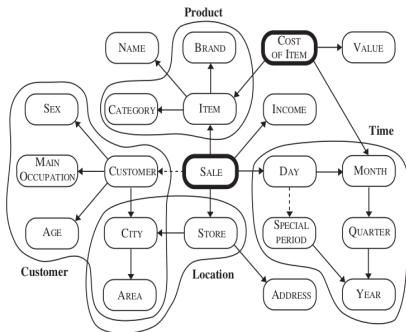 Product
NAME
BRAND
COST
OF ITEM
VALUE
SEX
CATEGORY
ITEM
INCOME
Time
MAIN
OCCUPATION
CUSTOMER
SALE
DAY
MONTH
AGE
CITY
STORE
SPECIAL
PERIOD
QUARTER
Customer
Location
AREA
ADDRESS
YEAR